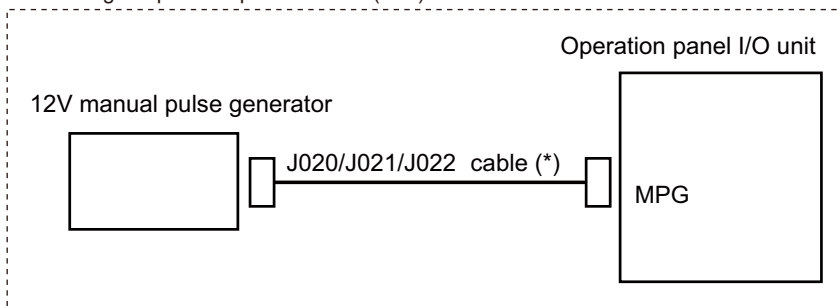 Operation panel I/O unit
12V manual pulse generator
J020/J021/J022 cable (*)
MPG